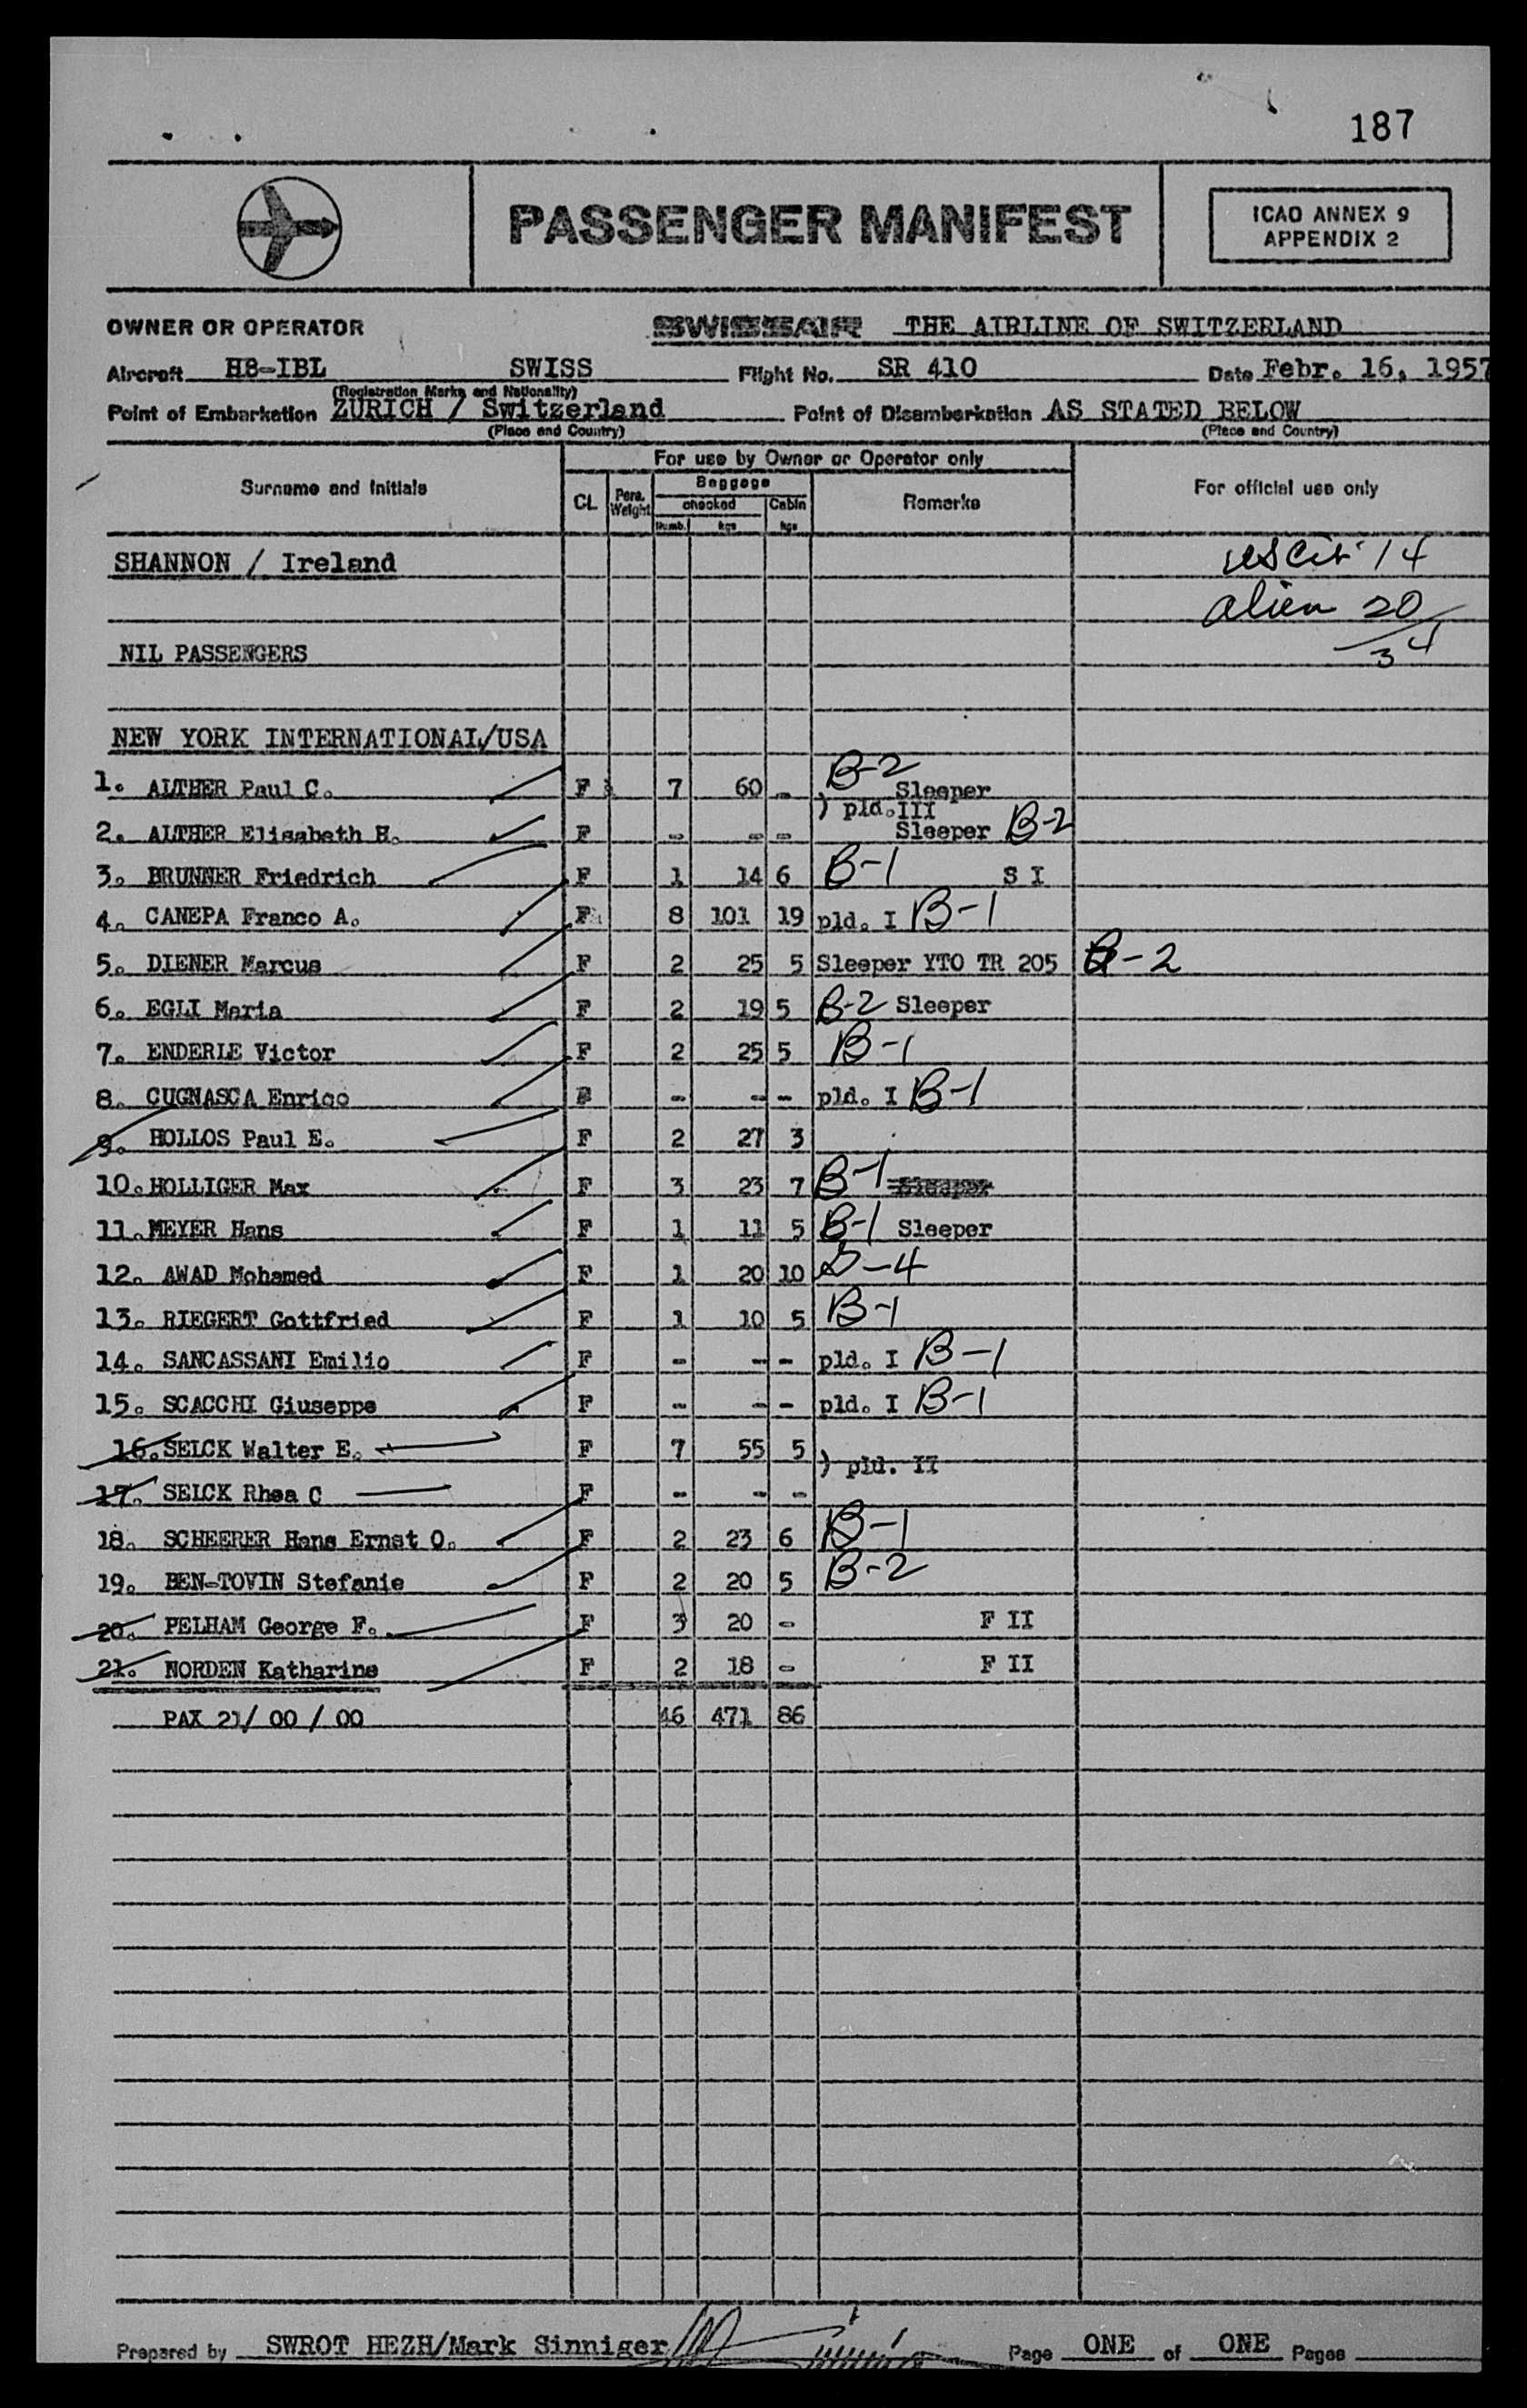 187
PASSENGER MANIFEST
ICAO ANNEX 9
APPENDIX 2
OWNER OR OPERATOR SWISSAIR THE AIRLINE OF SWITZERLAND
Aircraft HB-IBL SWISS Flight No. SR 410 Date Febr. 16, 1957
(Registration Marks and Nationality)
Point of Embarkation ZURICH / Switzerland Point of Disembarkation AS STATED BELOW
(Place and Country) (Place and Country)
For use by Owner or Operator only
Surname and initials CL Pers. Weight Baggage checked Cabin Remarks For official use only
Numb. kgs kgs
SHANNON / Ireland US Cit 14
alien 20
34
NIL PASSENGERS
NEW YORK INTERNATIONAL/USA
1. ALTHER Paul C. F 7 60 - B-2 Sleeper
) pld. III
2. ALTHER Elisabeth H. F - - - Sleeper B-2
3. BRUNNER Friedrich F 1 14 6 B-1 S I
4. CANEPA Franco A. F 8 101 19 pld. I B-1
5. DIENER Marcus F 2 25 5 Sleeper YTO TR 205 B-2
6. EGLI Maria F 2 19 5 B-2 Sleeper
7. ENDERLE Victor F 2 25 5 B-1
8. CUGNASCA Enrico F - - - pld. I B-1
9. HOLLOS Paul E. F 2 27 3
10. HOLLIGER Max F 3 23 7 B-1 Sleeper
11. MEYER Hans F 1 11 5 B-1 Sleeper
12. AWAD Mohamed F 1 20 10 D-4
13. RIEGERT Gottfried F 1 10 5 B-1
14. SANCASSANI Emilio F - - - pld. I B-1
15. SCACCHI Giuseppe F - - - pld. I B-1
16. SELCK Walter E. F 7 55 5
) pld. II
17. SELCK Rhea C F - - -
18. SCHEERER Hans Ernst O. F 2 23 6 B-1
19. BEN-TOVIN Stefanie F 2 20 5 B-2
20. PELHAM George F. F 3 20 - F II
21. NORDEN Katharine F 2 18 - F II
PAX 21/ 00 / 00 46 471 86
Prepared by SWROT HEZH/Mark Sinniger Page ONE of ONE Pages